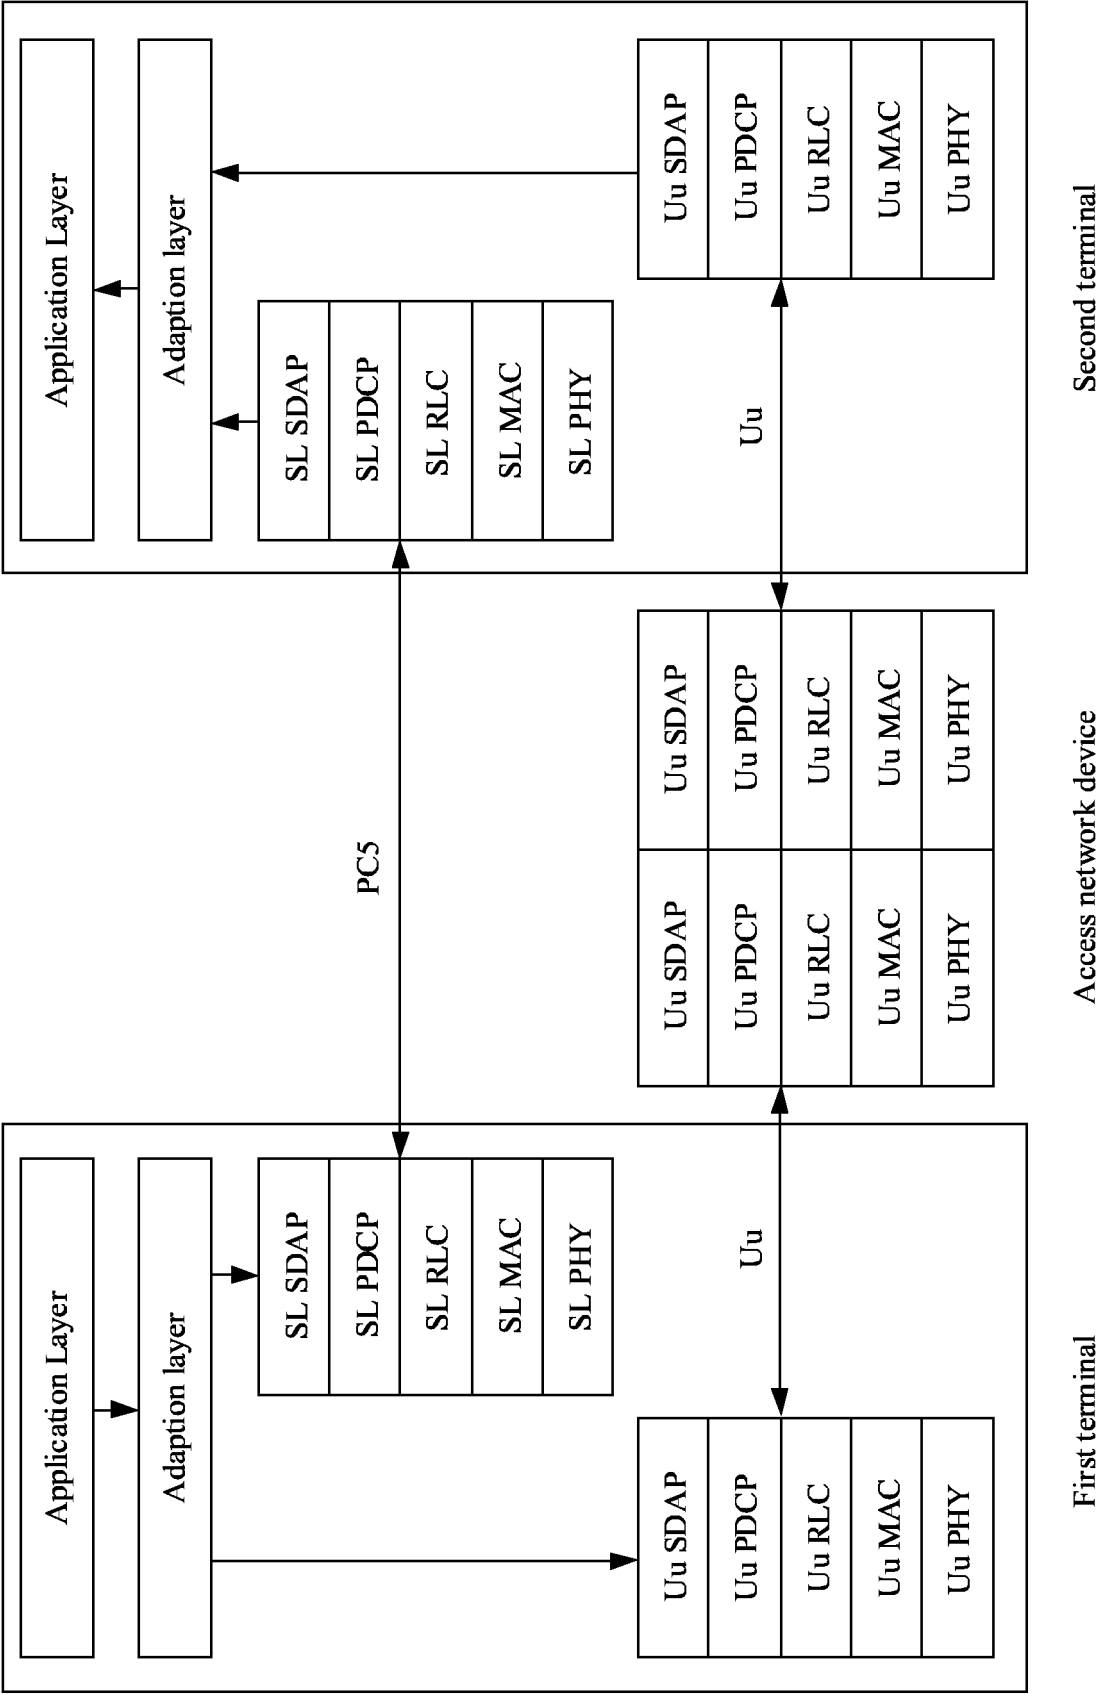 Application Layer
Adaption layer
SL SDAP
SL PDCP
SL RLC
SL MAC
SL PHY
Uu SDAP
Uu PDCP
Uu RLC
Uu MAC
Uu PHY
First terminal
PC5
Uu
Uu SDAP
Uu PDCP
Uu RLC
Uu MAC
Uu PHY
Uu SDAP
Uu PDCP
Uu RLC
Uu MAC
Uu PHY
Access network device
Uu
Application Layer
Adaption layer
SL SDAP
SL PDCP
SL RLC
SL MAC
SL PHY
Uu SDAP
Uu PDCP
Uu RLC
Uu MAC
Uu PHY
Second terminal